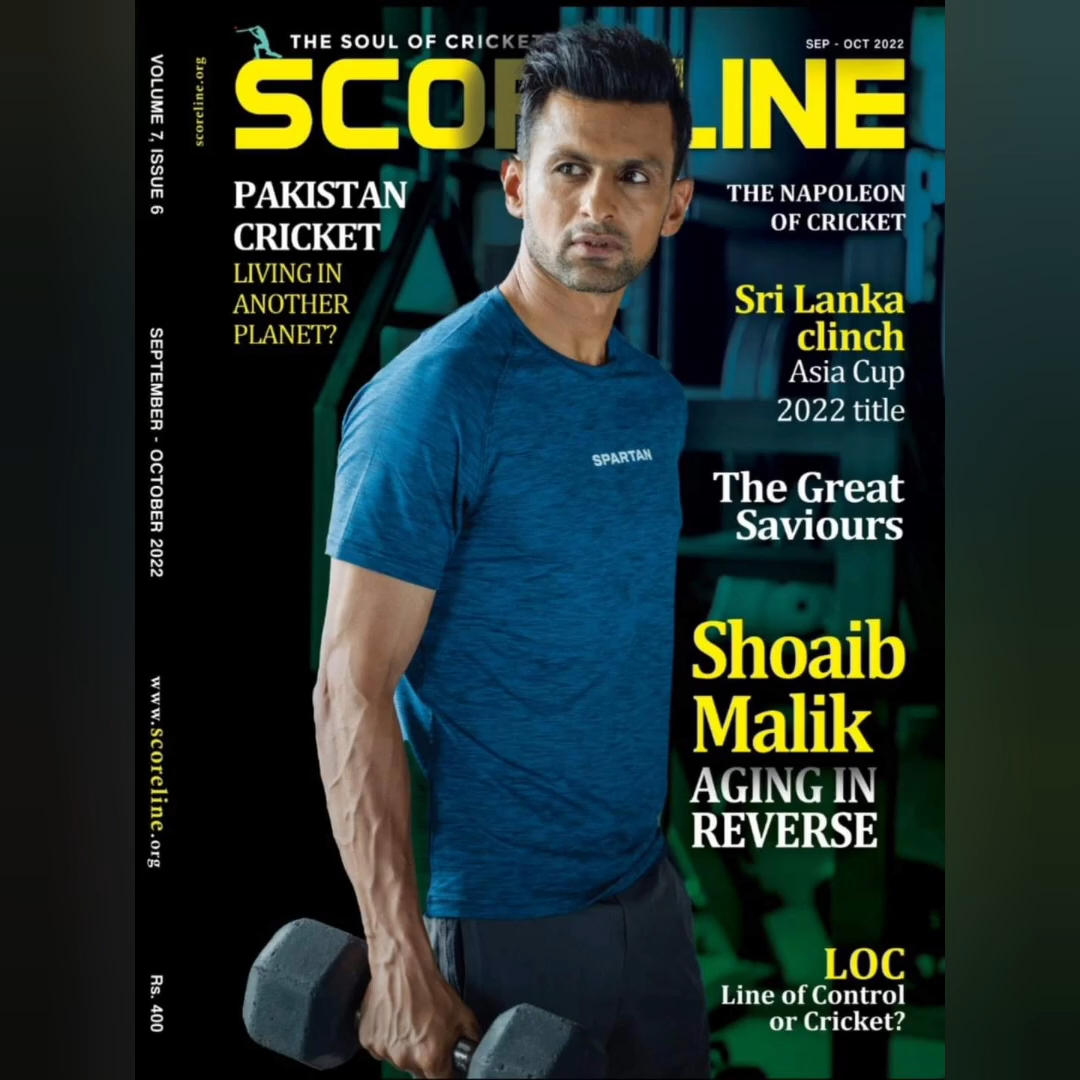 THE SOUL OF CRICKET
SEP - OCT 2022
SCORELINE
VOLUME 7, ISSUE 6
scoreline.org
SEPTEMBER - OCTOBER 2022
www.scoreline.org
Rs. 400
PAKISTAN
CRICKET
LIVING IN
ANOTHER
PLANET?
THE NAPOLEON
OF CRICKET
Sri Lanka
clinch
Asia Cup
2022 title
The Great
Saviours
SPARTAN
Shoaib
Malik
AGING IN
REVERSE
LOC
Line of Control
or Cricket?